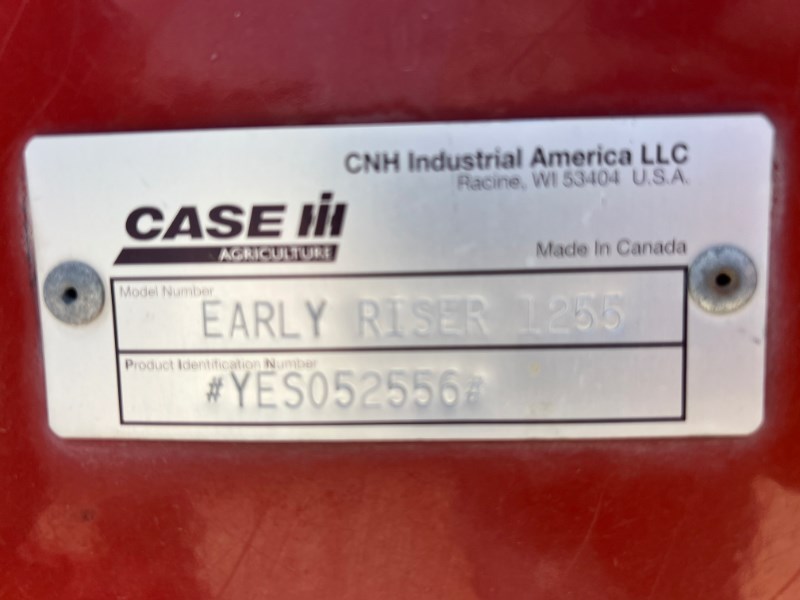 CNH Industrial America LLC
Racine, WI 53404 U.S.A.
CASE IH
AGRICULTURE
Made In Canada
Model Number
EARLY RISER 1255
Product Identification Number
#YES052556#